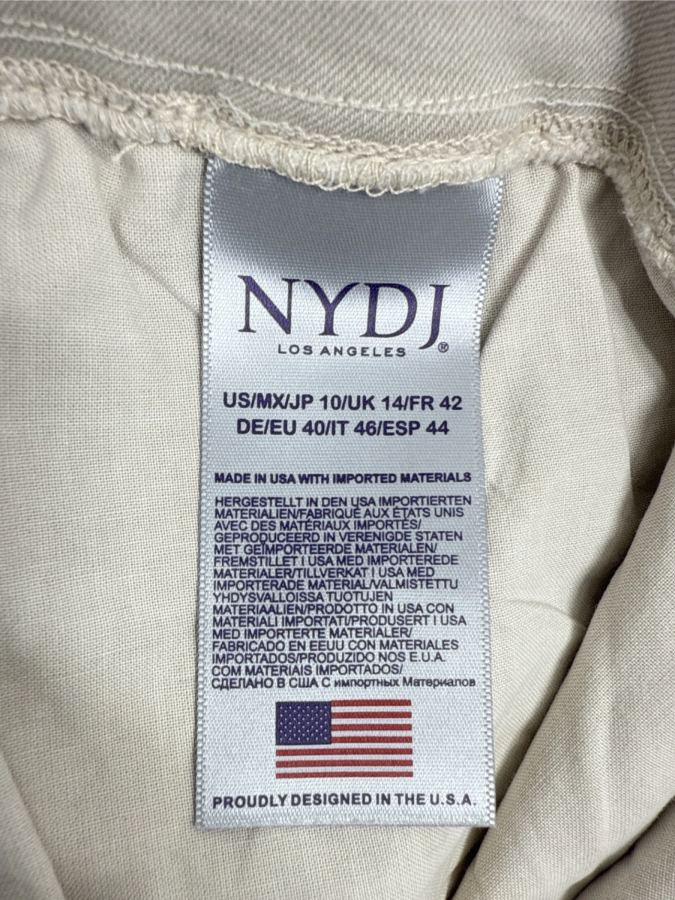 NYDJ®
LOS ANGELES
US/MX/JP 10/UK 14/FR 42
DE/EU 40/IT 46/ESP 44
MADE IN USA WITH IMPORTED MATERIALS
HERGESTELLT IN DEN USA IMPORTIERTEN
MATERIALIEN/FABRIQUÉ AUX ÉTATS UNIS
AVEC DES MATÉRIAUX IMPORTÉS/
GEPRODUCEERD IN VERENIGDE STATEN
MET GEÏMPORTEERDE MATERIALEN/
FREMSTILLET I USA MED IMPORTEREDE
MATERIALER/TILLVERKAT I USA MED
IMPORTERADE MATERIAL/VALMISTETTU
YHDYSVALLOISSA TUOTUJEN
MATERIAALIEN/PRODOTTO IN USA CON
MATERIALI IMPORTATI/PRODUSERT I USA
MED IMPORTERTE MATERIALER/
FABRICADO EN EEUU CON MATERIALES
IMPORTADOS/PRODUZIDO NOS E.U.A.
COM MATERIAIS IMPORTADOS/
СДЕЛАНО В США С импортных Материалов
PROUDLY DESIGNED IN THE U.S.A.